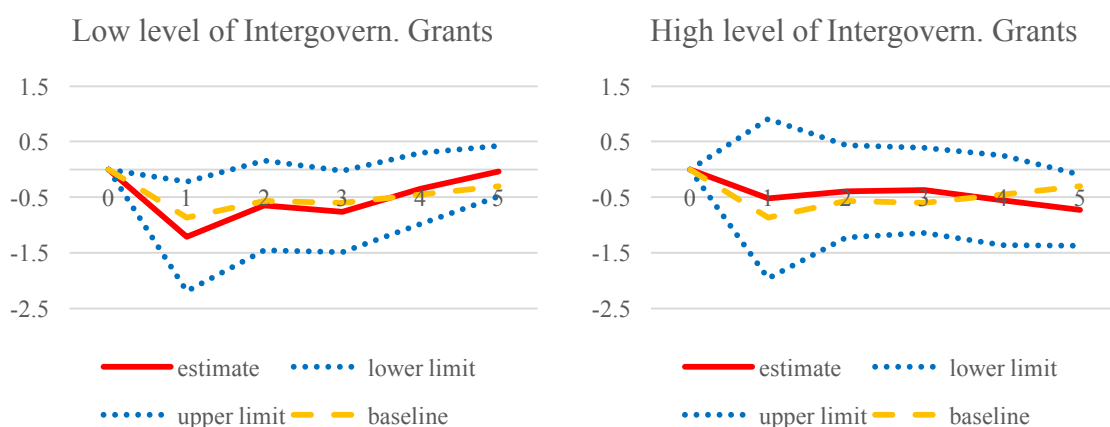 Low level of Intergovern. Grants
1.5
0.5
-0.5
-1.5
-2.5
0 1 2 3 4 5
estimate lower limit
upper limit baseline
High level of Intergovern. Grants
1.5
0.5
-0.5
-1.5
-2.5
0 1 2 3 4 5
estimate lower limit
upper limit baseline